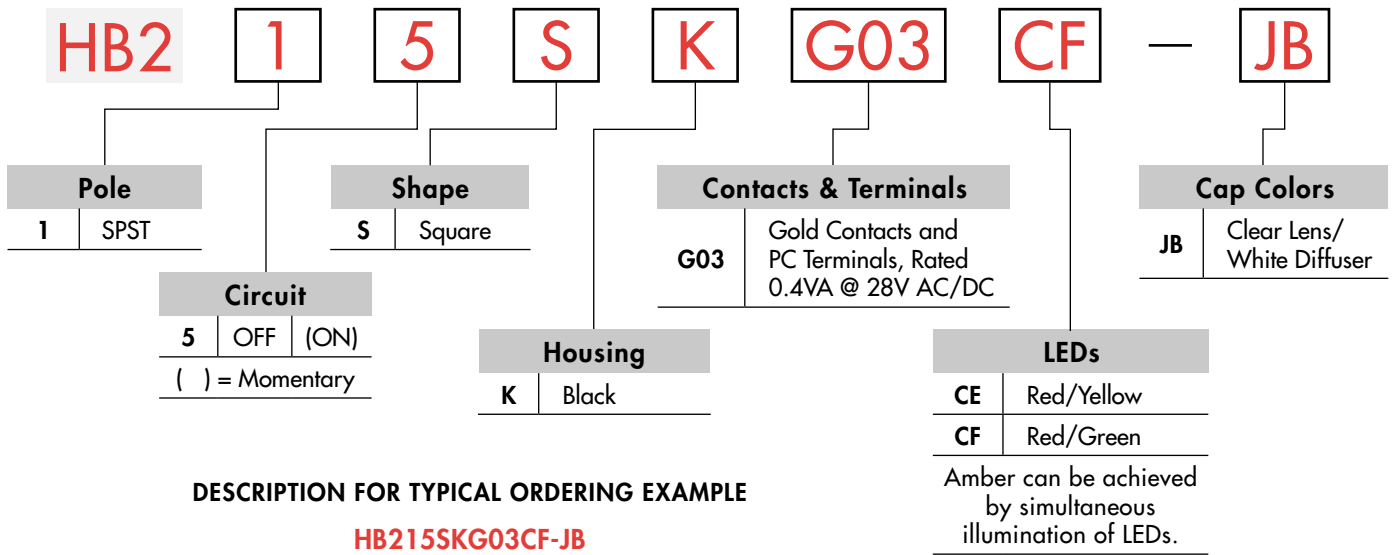 HB2 1 5 S K G03 CF — JB
Pole
1 SPST
Circuit
5 OFF (ON)
( ) = Momentary
Shape
S Square
Housing
K Black
Contacts & Terminals
G03 Gold Contacts and
PC Terminals, Rated
0.4VA @ 28V AC/DC
LEDs
CE Red/Yellow
CF Red/Green
Amber can be achieved
by simultaneous
illumination of LEDs.
Cap Colors
JB Clear Lens/
White Diffuser
DESCRIPTION FOR TYPICAL ORDERING EXAMPLE
HB215SKG03CF-JB